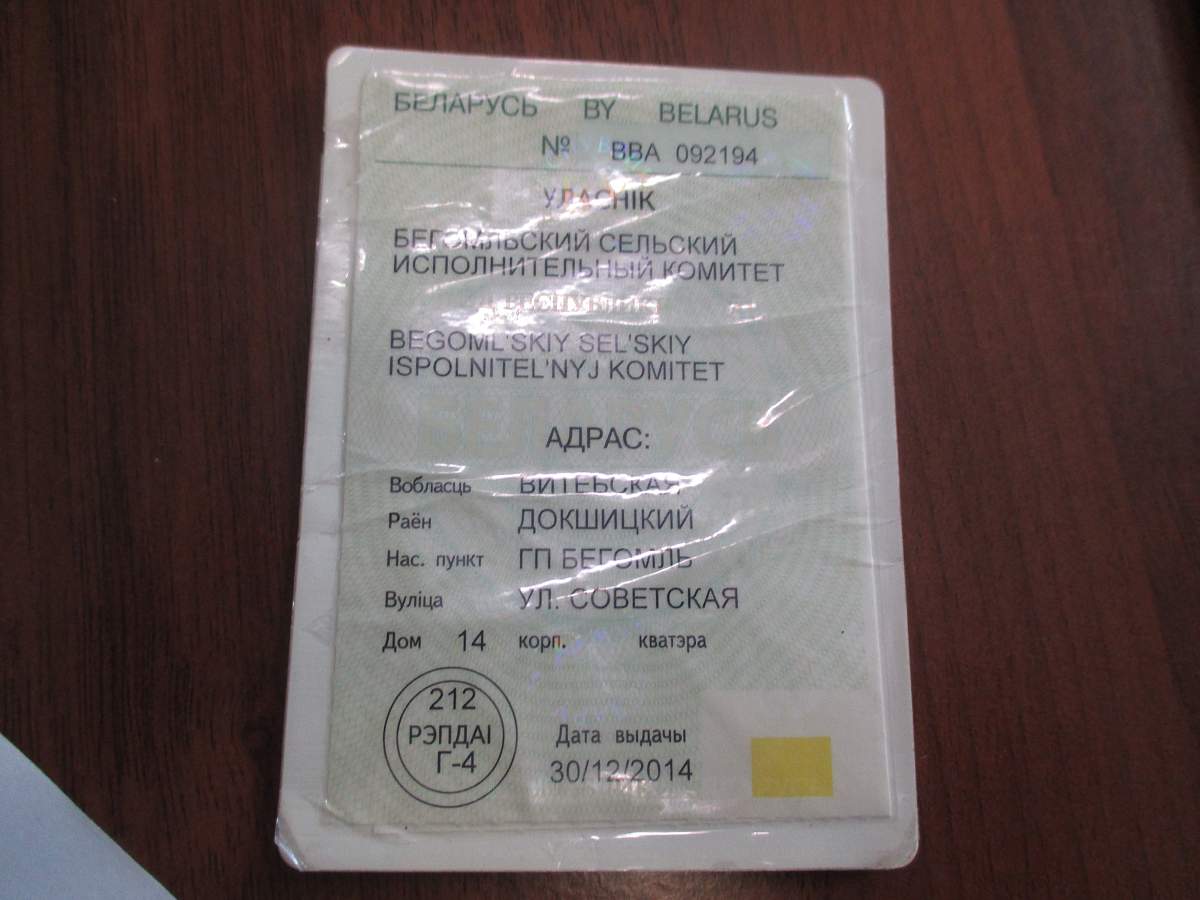 БЕЛАРУСЬ BY BELARUS
№ BBA 092194
УЛАСНІК
БЕГОМЛЬСКИЙ СЕЛЬСКИЙ
ИСПОЛНИТЕЛЬНЫЙ КОМИТЕТ
BEGOML'SKIY SEL'SKIY
ISPOLNITEL'NYJ KOMITET
БЕЛАРУСЬ
АДРАС:
Вобласць ВИТЕБСКАЯ
Раён ДОКШИЦКИЙ
Нас. пункт ГП БЕГОМЛЬ
Вуліца УЛ. СОВЕТСКАЯ
Дом 14 корп. кватэра
212
РЭПДАІ
Г-4
Дата выдачы
30/12/2014